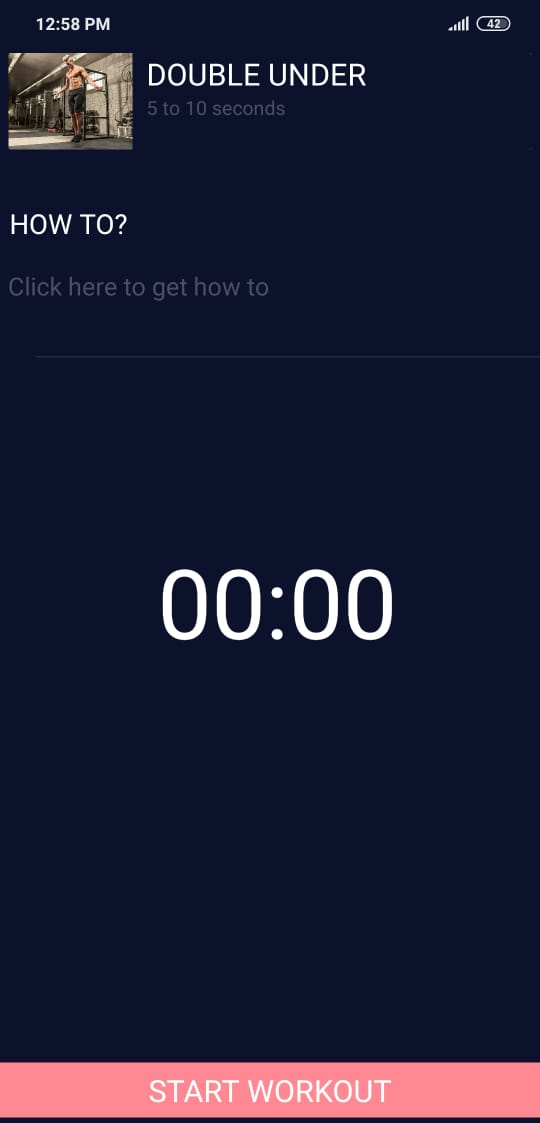 12:58 PM
42
DOUBLE UNDER
5 to 10 seconds
HOW TO?
Click here to get how to
00:00
START WORKOUT